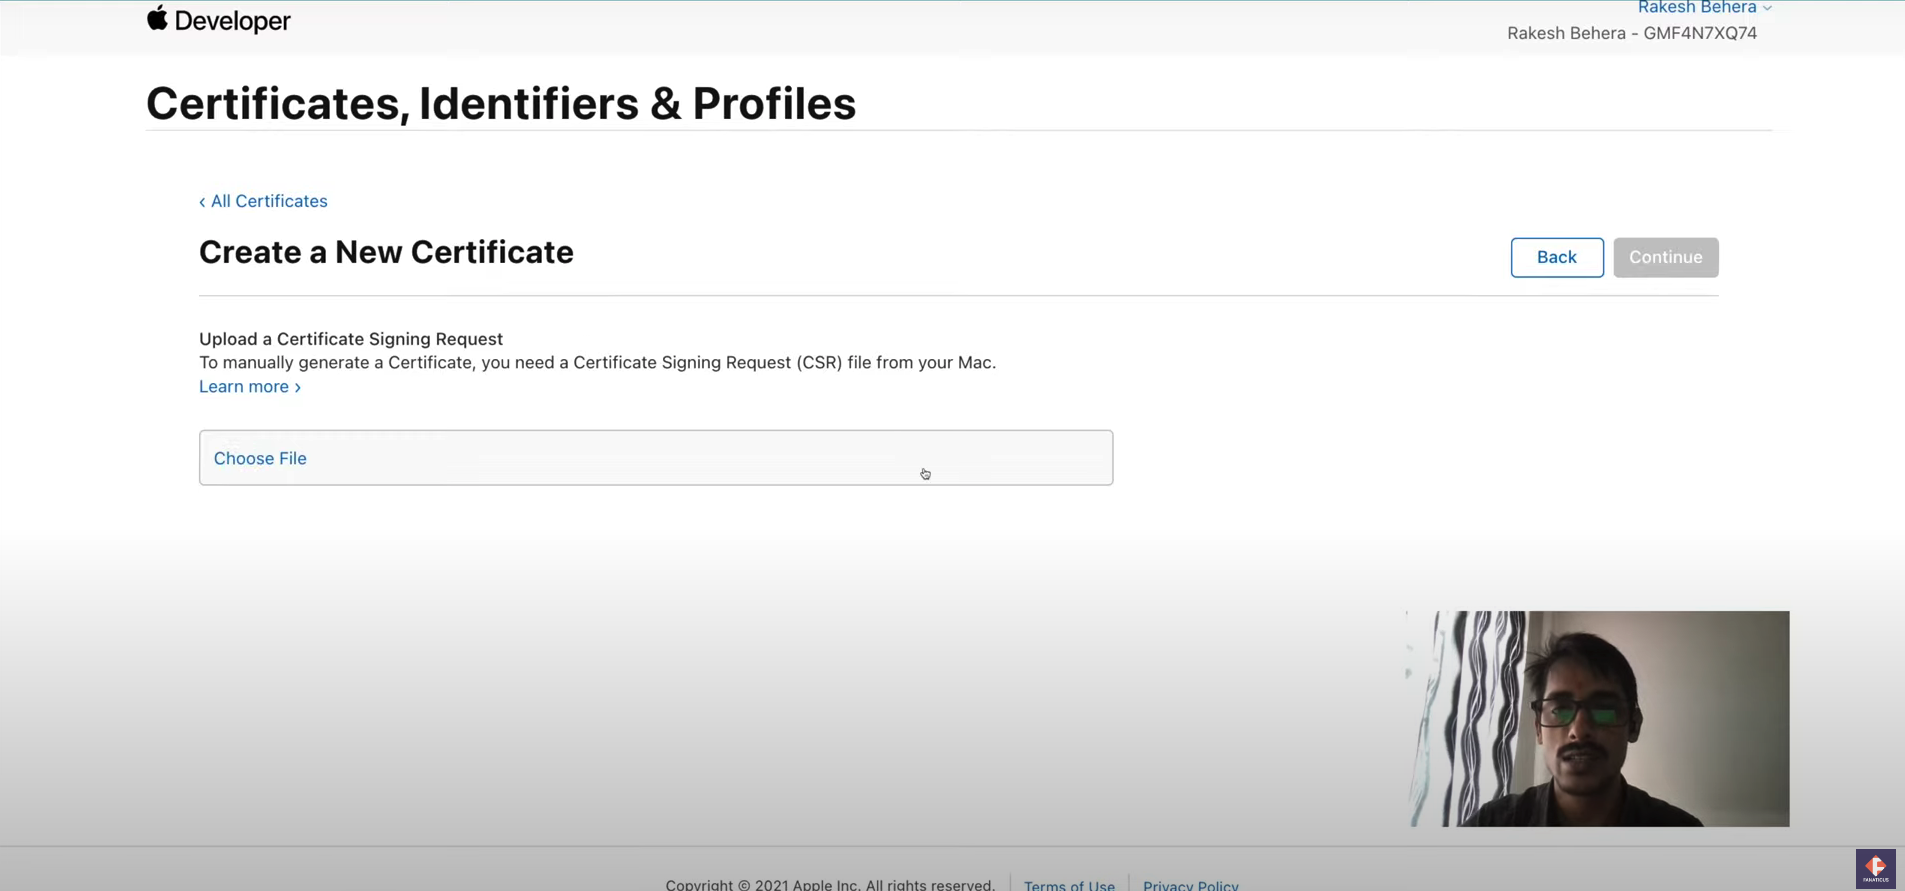 Developer
Rakesh Behera
Rakesh Behera - GMF4N7XQ74
Certificates, Identifiers & Profiles
‹ All Certificates
Create a New Certificate
Back
Continue
Upload a Certificate Signing Request
To manually generate a Certificate, you need a Certificate Signing Request (CSR) file from your Mac.
Learn more ›
Choose File
Copyright © 2021 Apple Inc. All rights reserved.
Terms of Use
Privacy Policy
FANATICUS